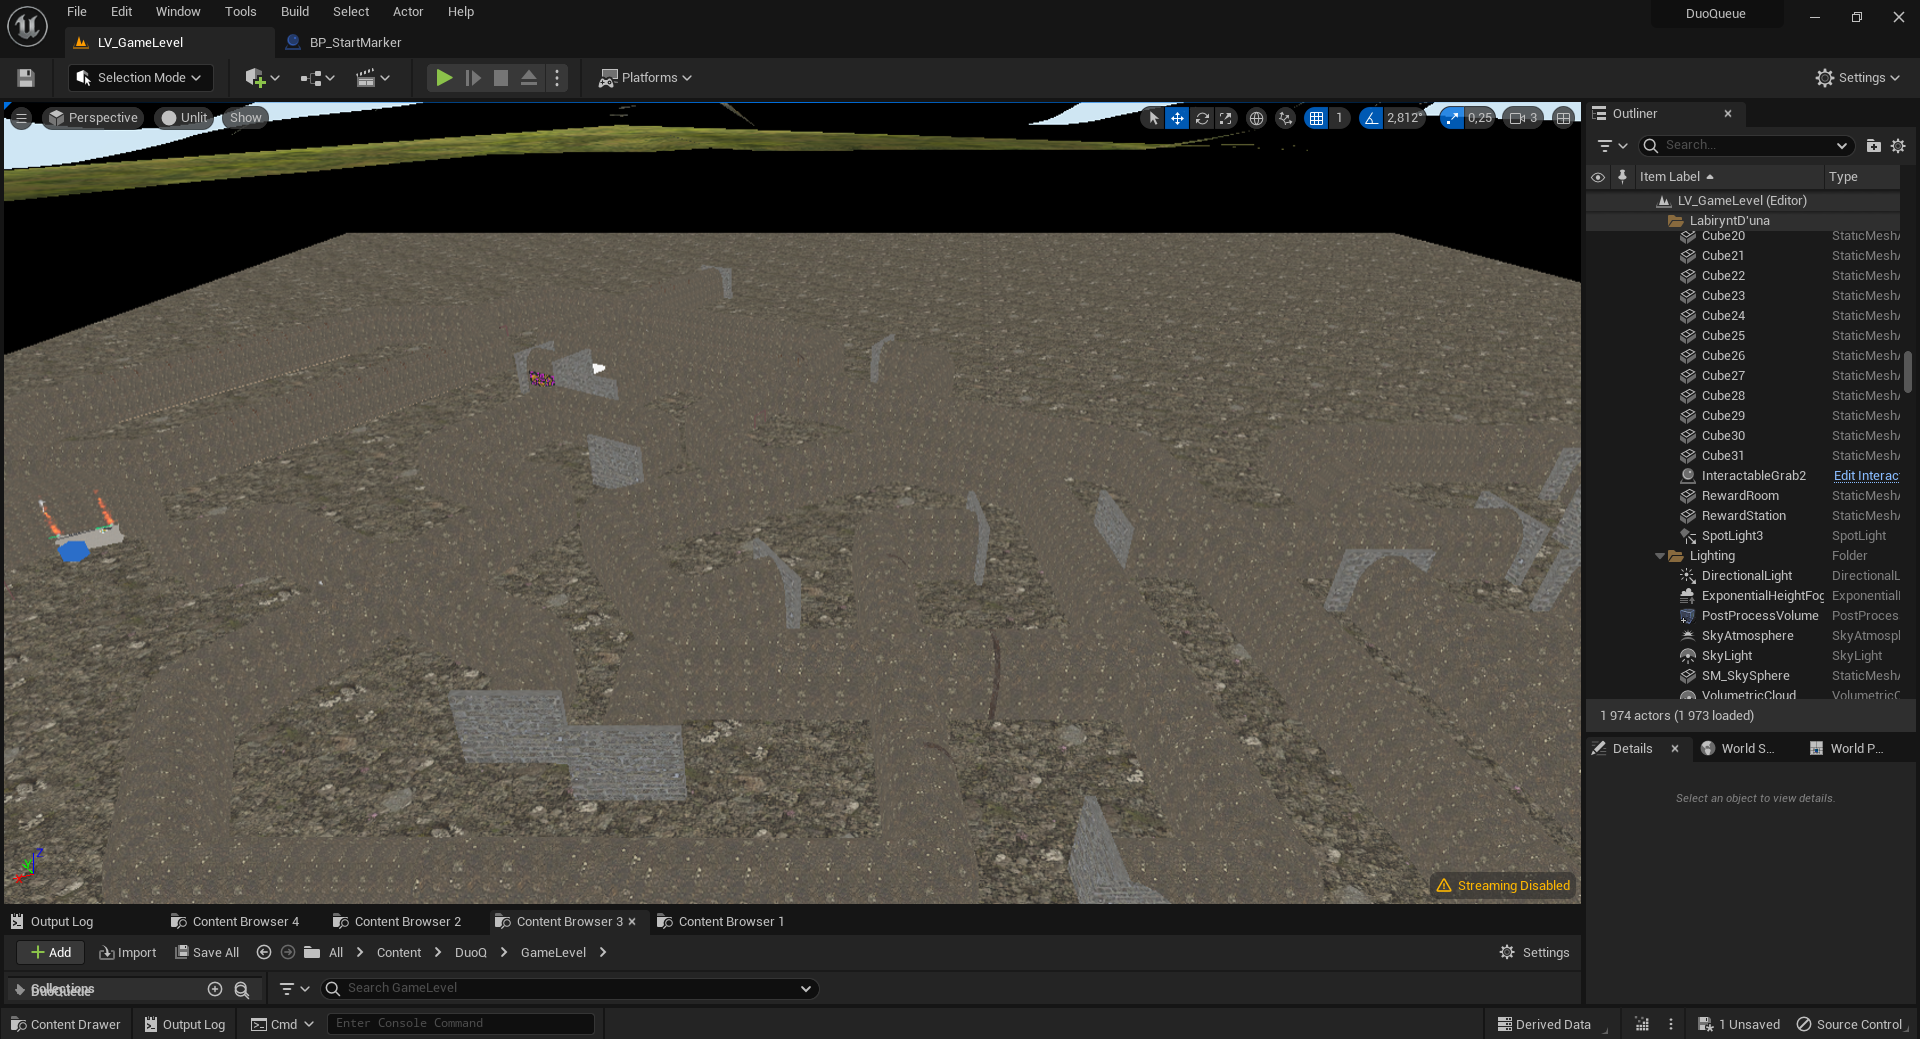 File Edit Window Tools Build Select Actor Help
DuoQueue
LV_GameLevel
BP_StartMarker
Selection Mode
Platforms
Settings
Perspective
Unlit
Show
1
2,812°
0,25
3
Outliner
Search...
Item Label
Type
LV_GameLevel (Editor)
LabiryntD'una
Cube20 StaticMesh
Cube21 StaticMesh
Cube22 StaticMesh
Cube23 StaticMesh
Cube24 StaticMesh
Cube25 StaticMesh
Cube26 StaticMesh
Cube27 StaticMesh
Cube28 StaticMesh
Cube29 StaticMesh
Cube30 StaticMesh
Cube31 StaticMesh
InteractableGrab2 Edit Interac
RewardRoom StaticMesh
RewardStation StaticMesh
SpotLight3 SpotLight
Lighting Folder
DirectionalLight DirectionalL
ExponentialHeightFog Exponential
PostProcessVolume PostProces
SkyAtmosphere SkyAtmosp
SkyLight SkyLight
SM_SkySphere StaticMesh
VolumetricCloud VolumetricC
1 974 actors (1 973 loaded)
Details
World S...
World P...
Select an object to view details.
Z
Streaming Disabled
Output Log
Content Browser 4
Content Browser 2
Content Browser 3
Content Browser 1
Add
Import
Save All
All
Content
DuoQ
GameLevel
Settings
Collections
DuoQueue
Search GameLevel
Content Drawer
Output Log
Cmd
Enter Console Command
Derived Data
1 Unsaved
Source Control